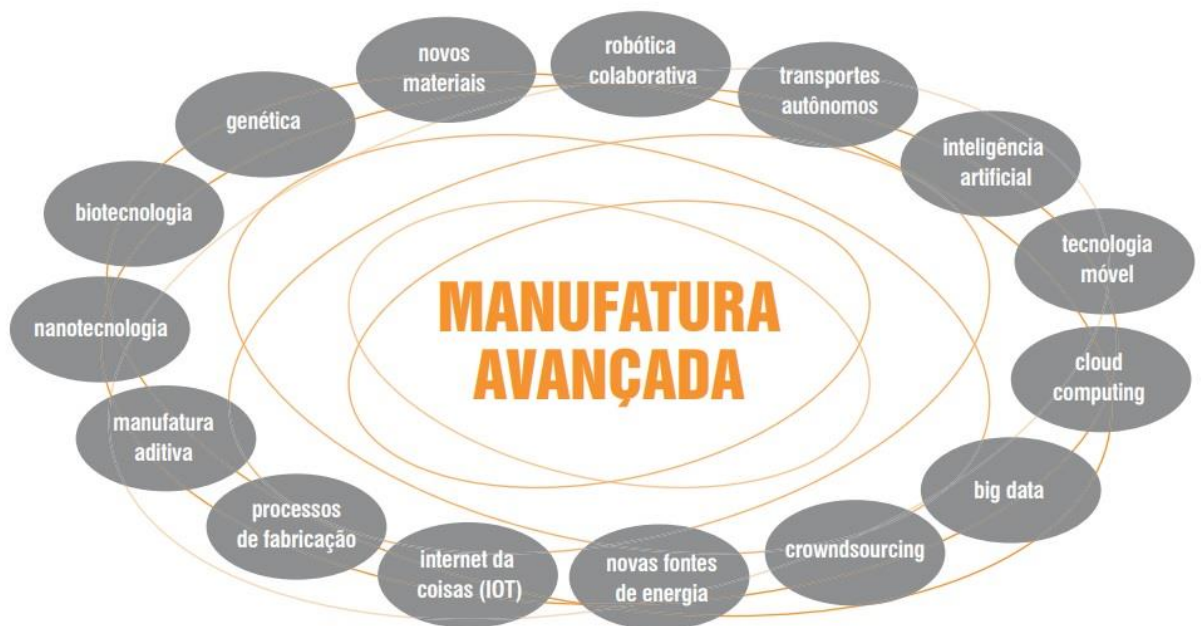 novos
materiais
robótica
colaborativa
transportes
autônomos
genética
inteligência
artificial
biotecnologia
tecnologia
móvel
nanotecnologia
MANUFATURA
AVANÇADA
cloud
computing
manufatura
aditiva
big data
processos
de fabricação
crowndsourcing
internet da
coisas (IOT)
novas fontes
de energia